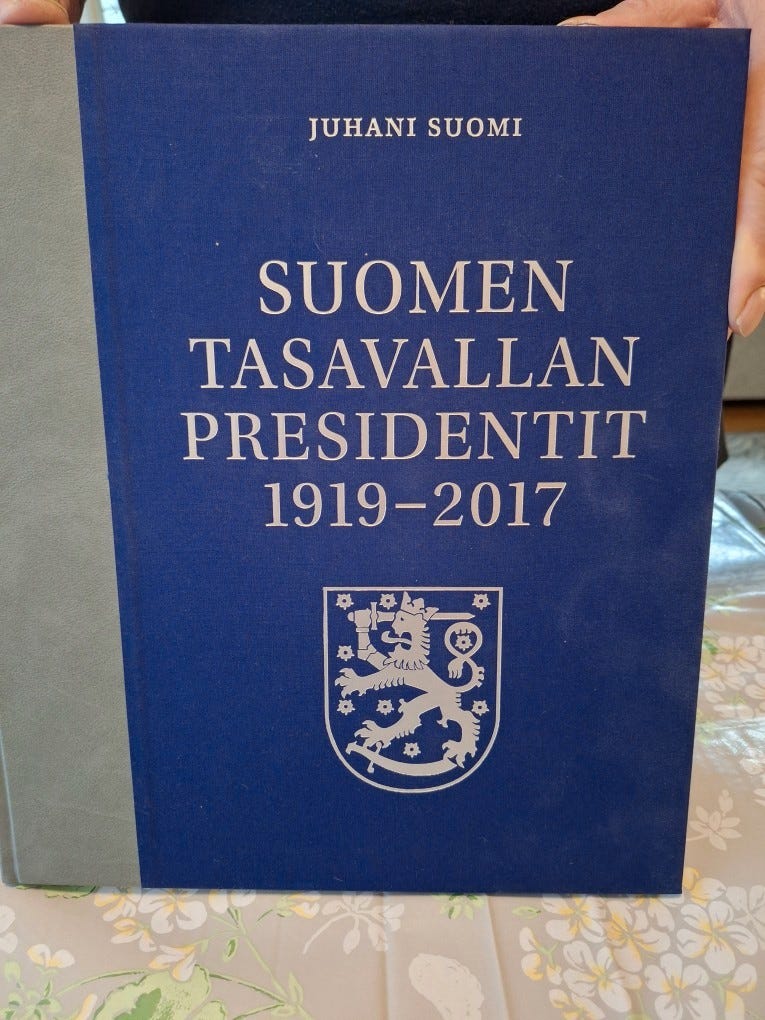 JUHANI SUOMI
SUOMEN
TASAVALLAN
PRESIDENTIT
1919–2017